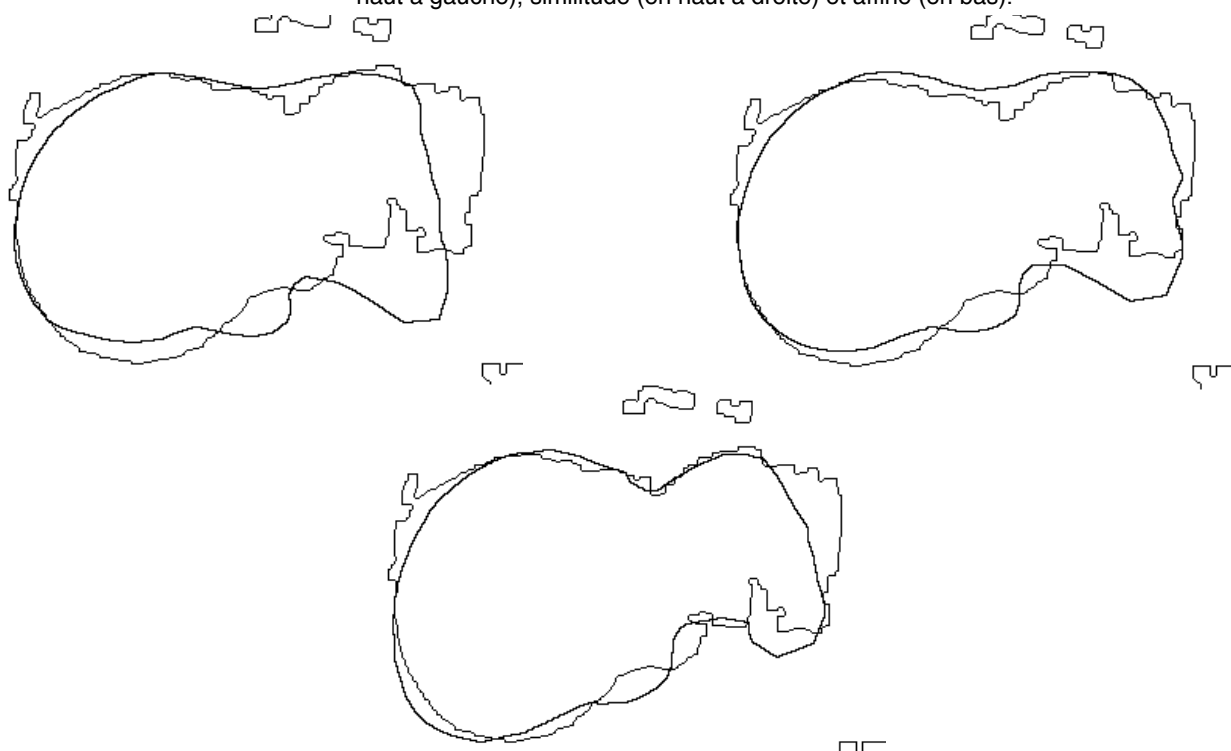 haut à gauche), similitude (en haut à droite) et affine (en bas).